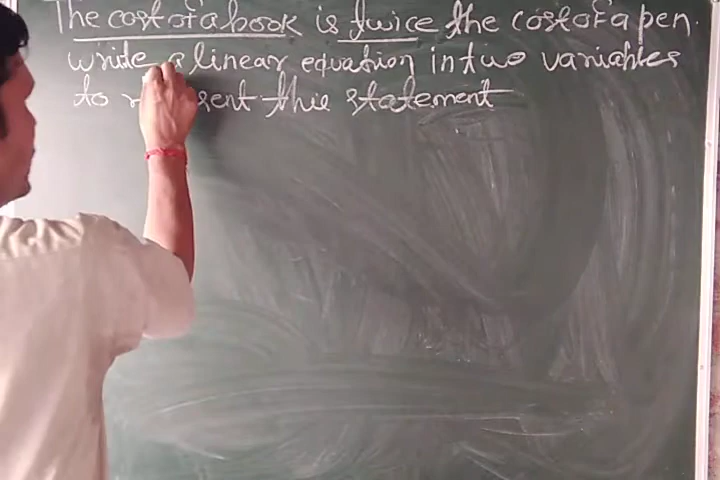 The cost of a book is twice the cost of a pen.
write a linear equation in two variables
to sent this statement